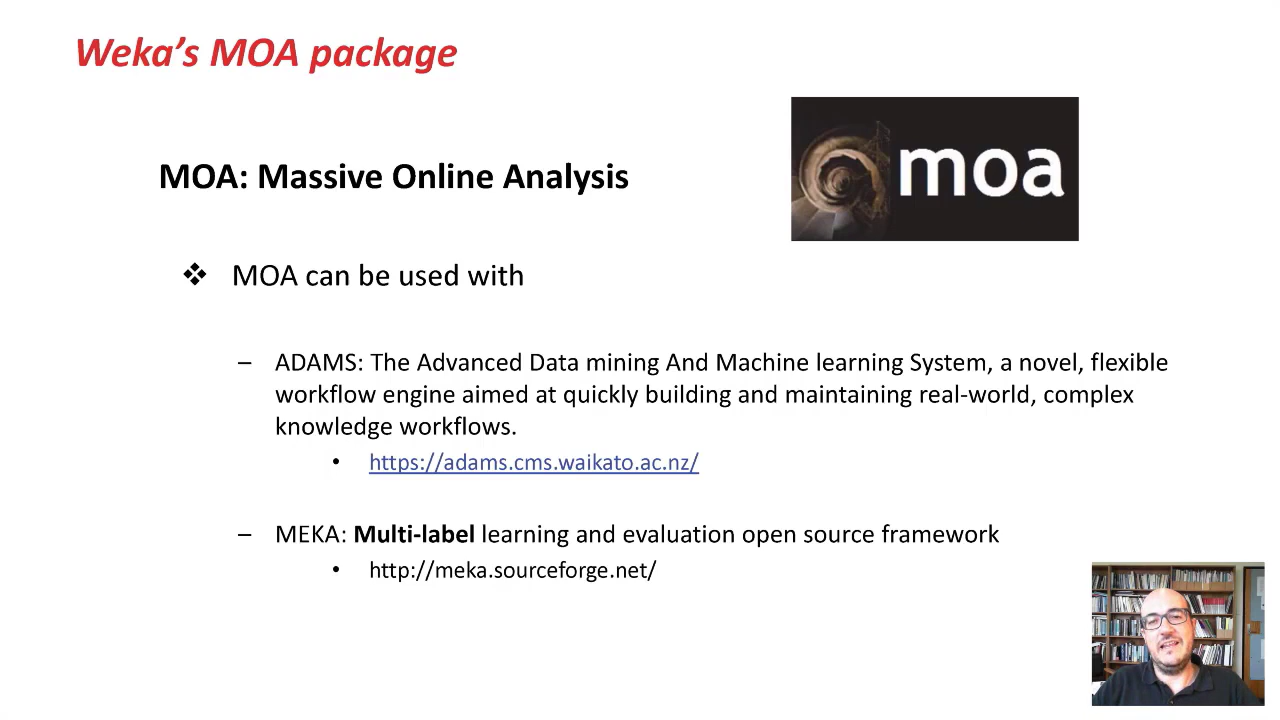 Weka's MOA package
moa
MOA: Massive Online Analysis
❖ MOA can be used with
– ADAMS: The Advanced Data mining And Machine learning System, a novel, flexible
workflow engine aimed at quickly building and maintaining real-world, complex
knowledge workflows.
• https://adams.cms.waikato.ac.nz/
– MEKA: Multi-label learning and evaluation open source framework
• http://meka.sourceforge.net/